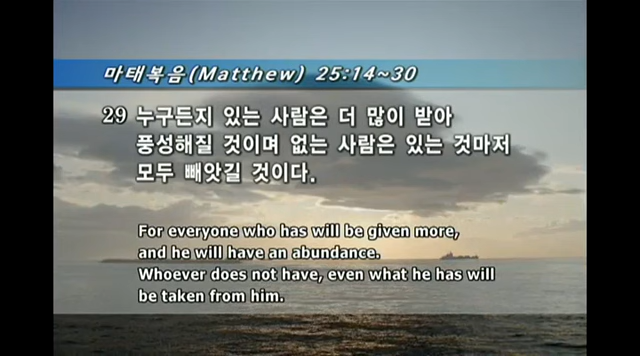 마태복음(Matthew) 25:14~30
29 누구든지 있는 사람은 더 많이 받아
풍성해질 것이며 없는 사람은 있는 것마저
모두 빼앗길 것이다.
For everyone who has will be given more,
and he will have an abundance.
Whoever does not have, even what he has will
be taken from him.